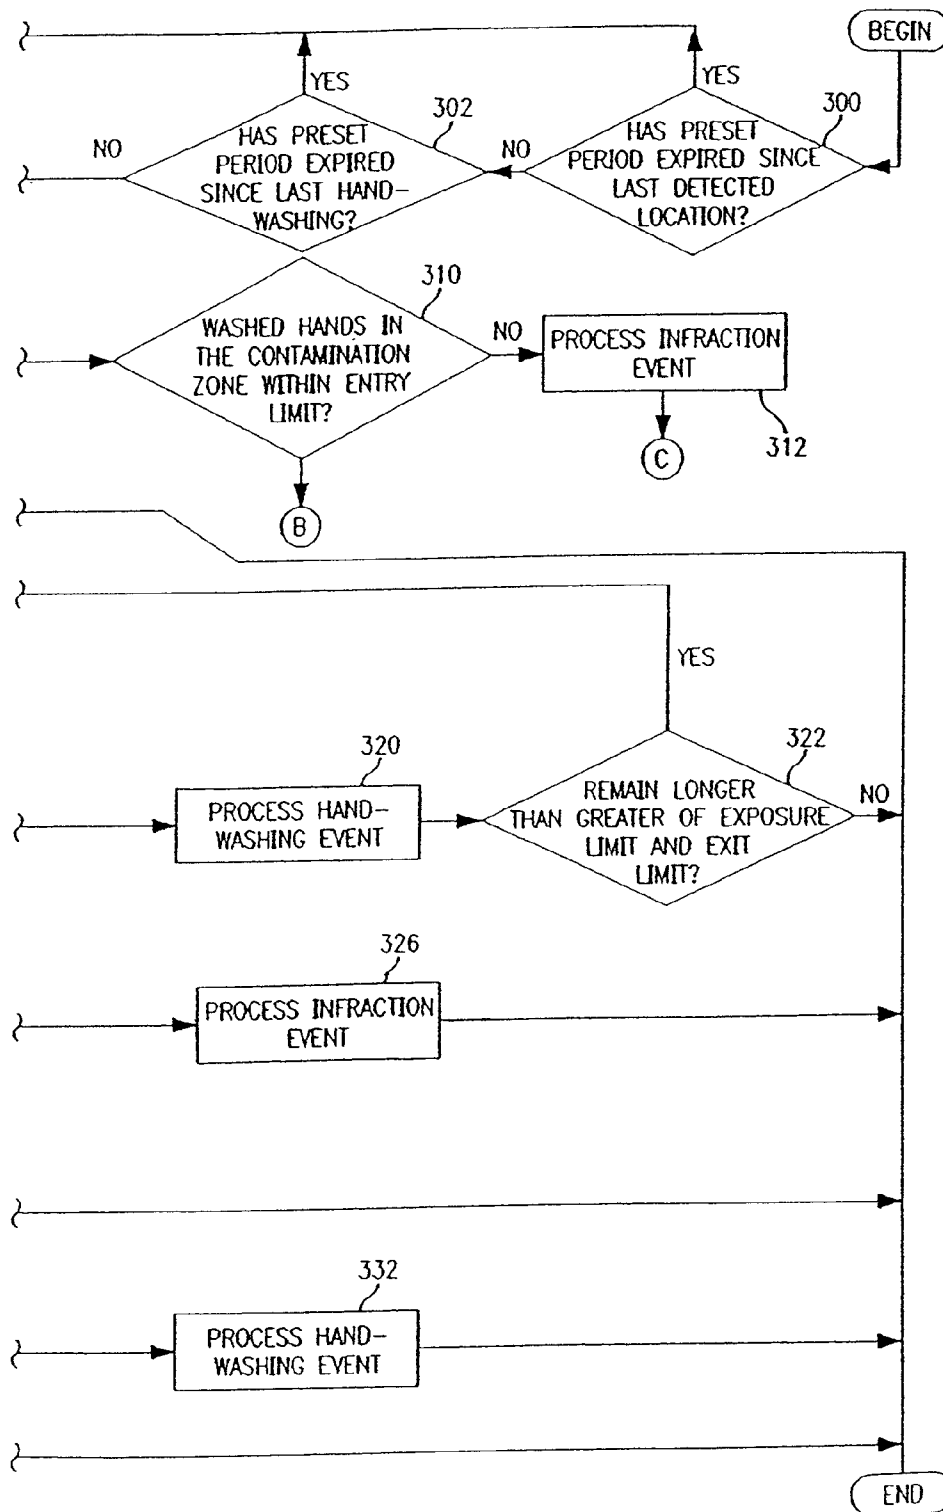 BEGIN
YES
YES
302
300
NO
HAS PRESET
PERIOD EXPIRED
SINCE LAST HAND-
WASHING?
NO
HAS PRESET
PERIOD EXPIRED SINCE
LAST DETECTED
LOCATION?
310
WASHED HANDS IN
THE CONTAMINATION
ZONE WITHIN ENTRY
LIMIT?
NO
PROCESS INFRACTION
EVENT
312
C
B
YES
320
PROCESS HAND-
WASHING EVENT
322
REMAIN LONGER
THAN GREATER OF EXPOSURE
LIMIT AND EXIT
LIMIT?
NO
326
PROCESS INFRACTION
EVENT
332
PROCESS HAND-
WASHING EVENT
END